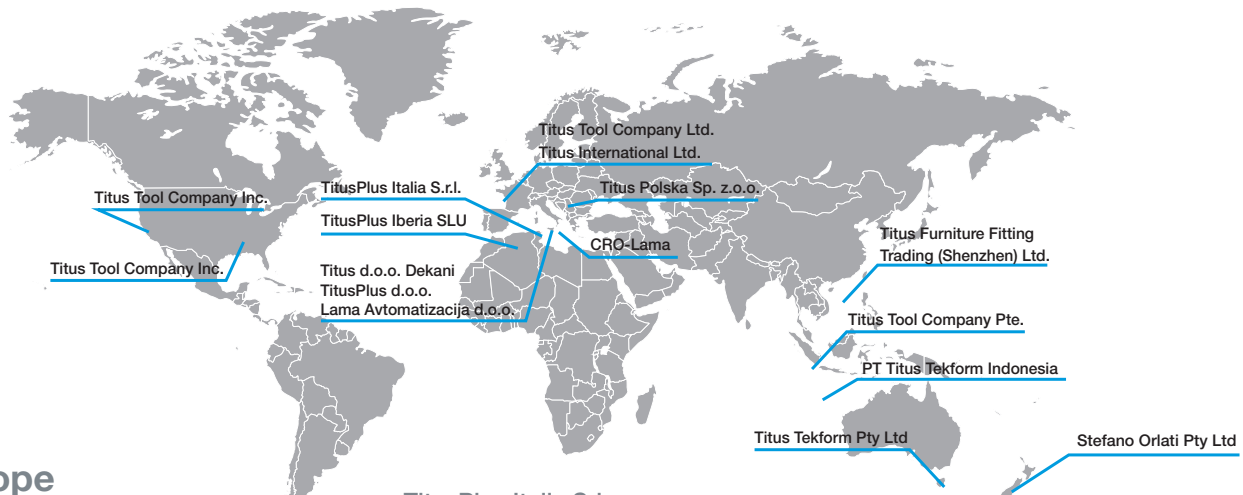 Titus Tool Company Ltd.
Titus International Ltd.
Titus Tool Company Inc.
TitusPlus Italia S.r.l.
Titus Polska Sp. z.o.o.
TitusPlus Iberia SLU
CRO-Lama
Titus Furniture Fitting
Trading (Shenzhen) Ltd.
Titus Tool Company Inc.
Titus d.o.o. Dekani
TitusPlus d.o.o.
Lama Avtomatizacija d.o.o.
Titus Tool Company Pte.
PT Titus Tekform Indonesia
Titus Tekform Pty Ltd
Stefano Orlati Pty Ltd
ope